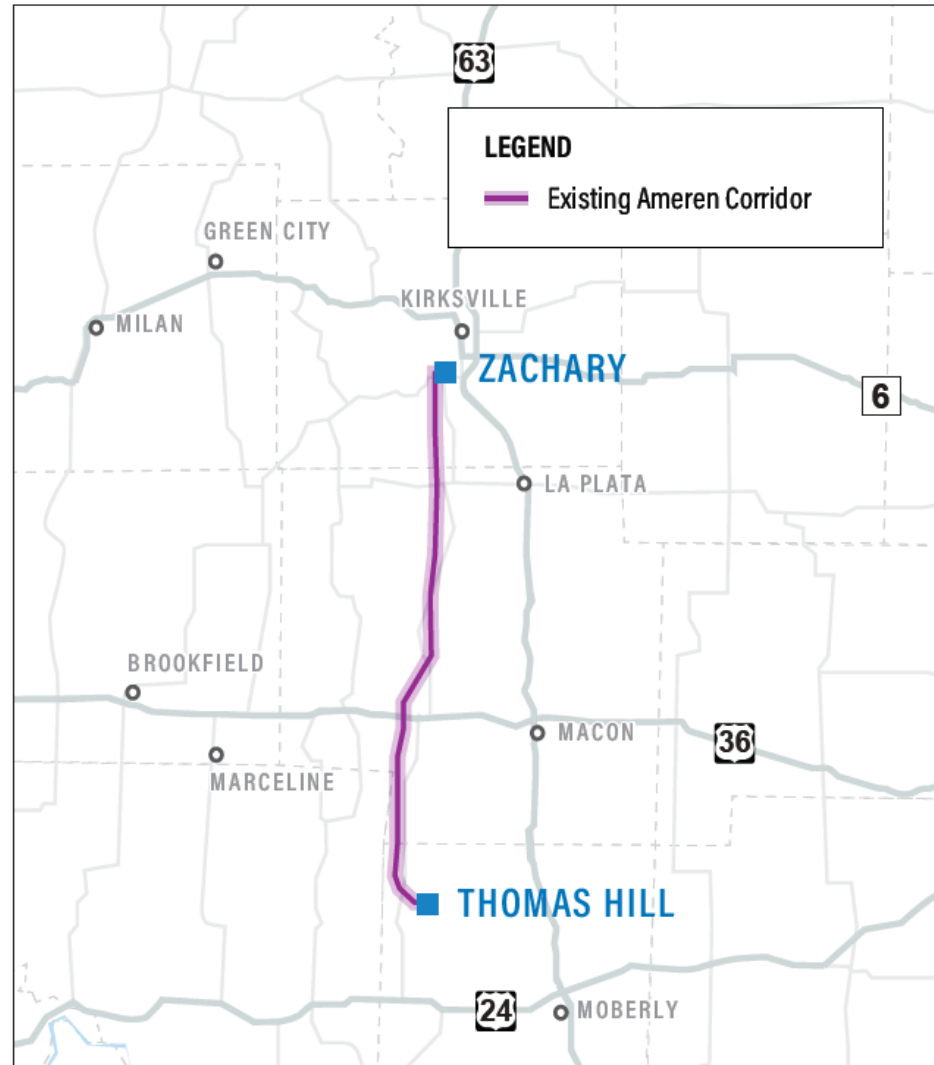 63
LEGEND
Existing Ameren Corridor
GREEN CITY
KIRKSVILLE
MILAN
ZACHARY
6
LA PLATA
BROOKFIELD
MACON
36
MARCELINE
THOMAS HILL
24
MOBERLY